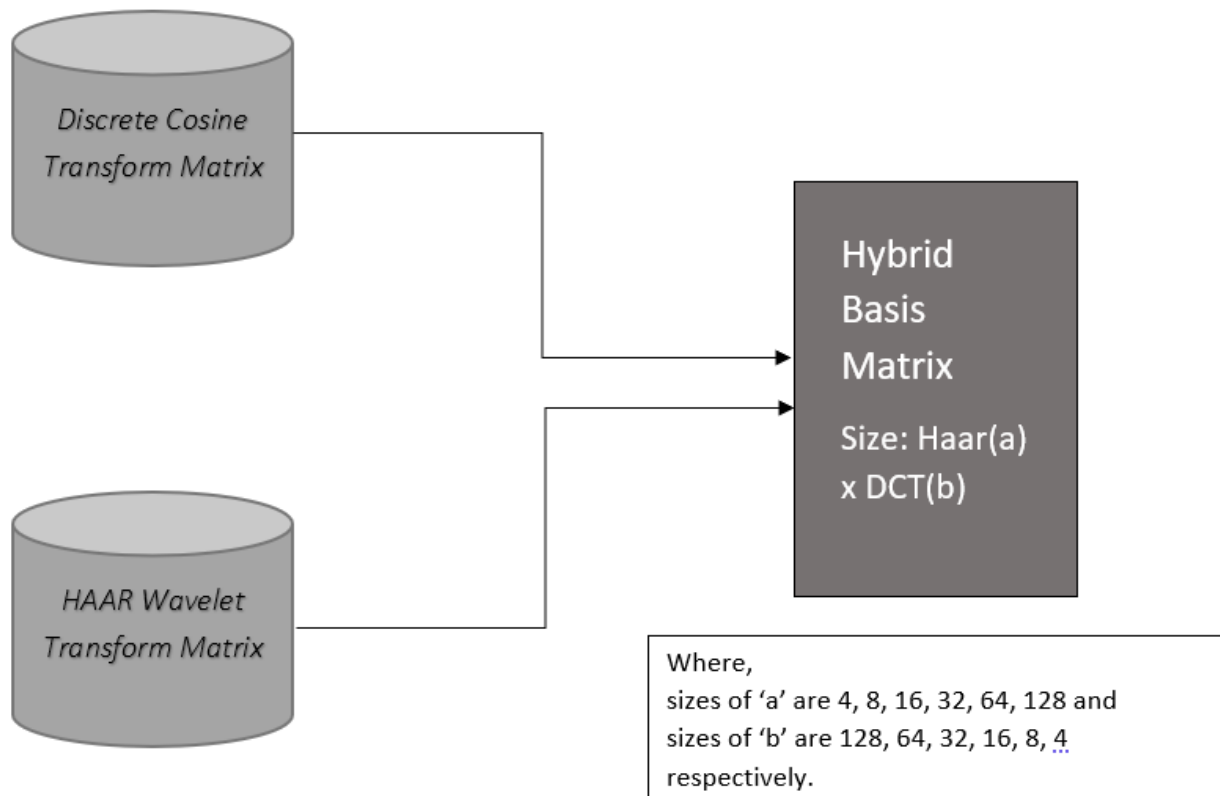 Discrete Cosine
Transform Matrix
Hybrid
Basis
Matrix
Size: Haar(a)
x DCT(b)
HAAR Wavelet
Transform Matrix
Where,
sizes of ‘a’ are 4, 8, 16, 32, 64, 128 and
sizes of ‘b’ are 128, 64, 32, 16, 8, 4
respectively.